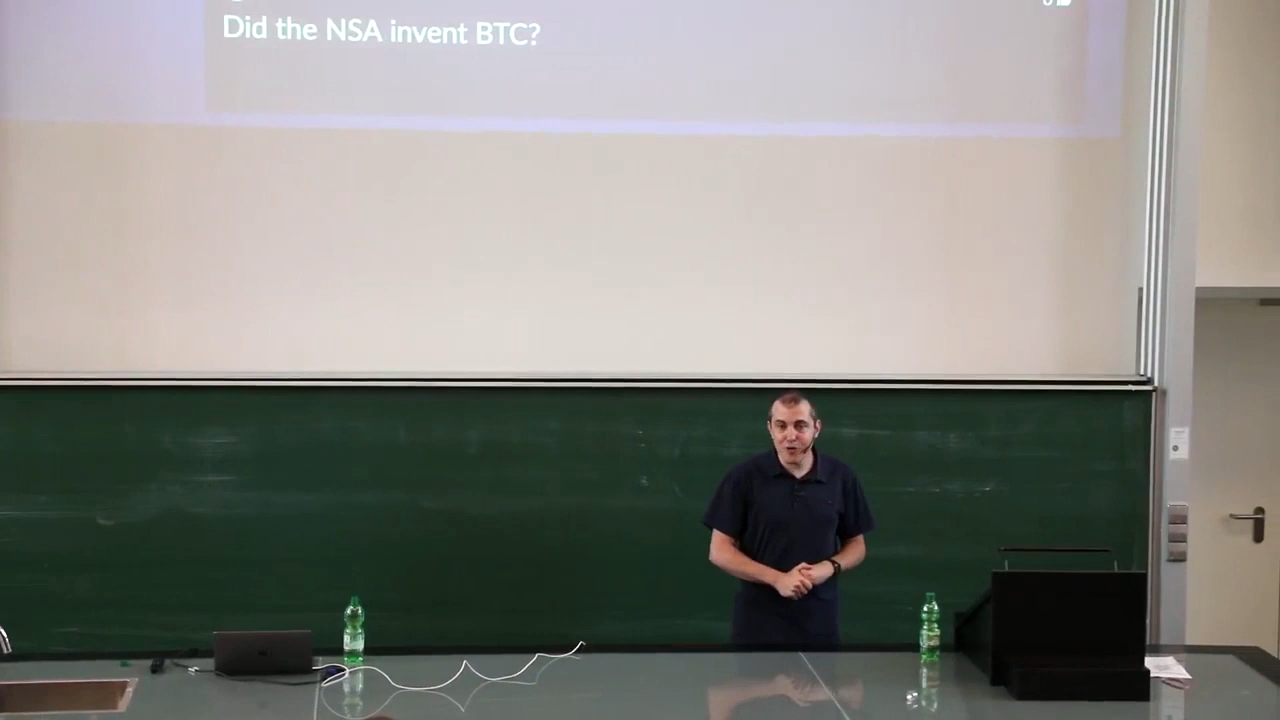 Did the NSA invent BTC?